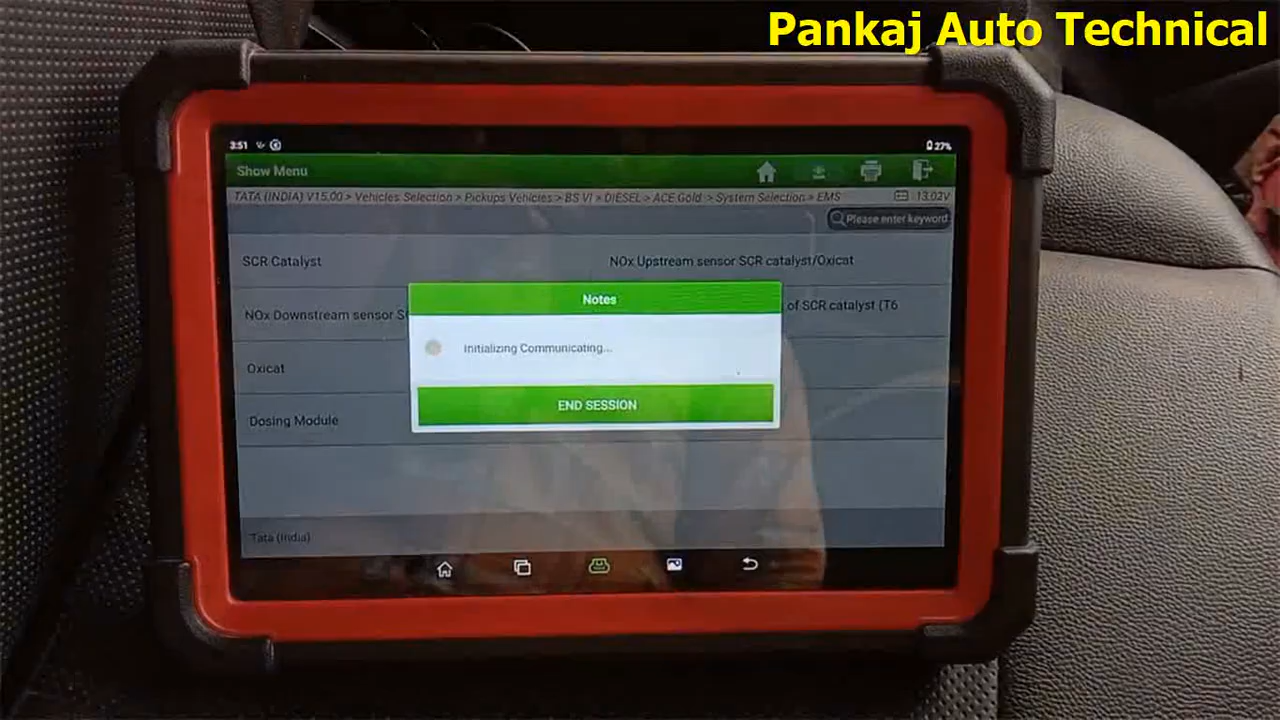 Pankaj Auto Technical
3:51
27%
Show Menu
TATA (INDIA) V15.00 > Vehicles Selection > Pickups Vehicles > BS VI > DIESEL > ACE Gold > System Selection > EMS
13.02V
Please enter keyword
SCR Catalyst
NOx Upstream sensor SCR catalyst/Oxicat
NOx Downstream sensor
of SCR catalyst (T6
Oxicat
Dosing Module
Notes
Initializing Communicating...
END SESSION
Tata (India)